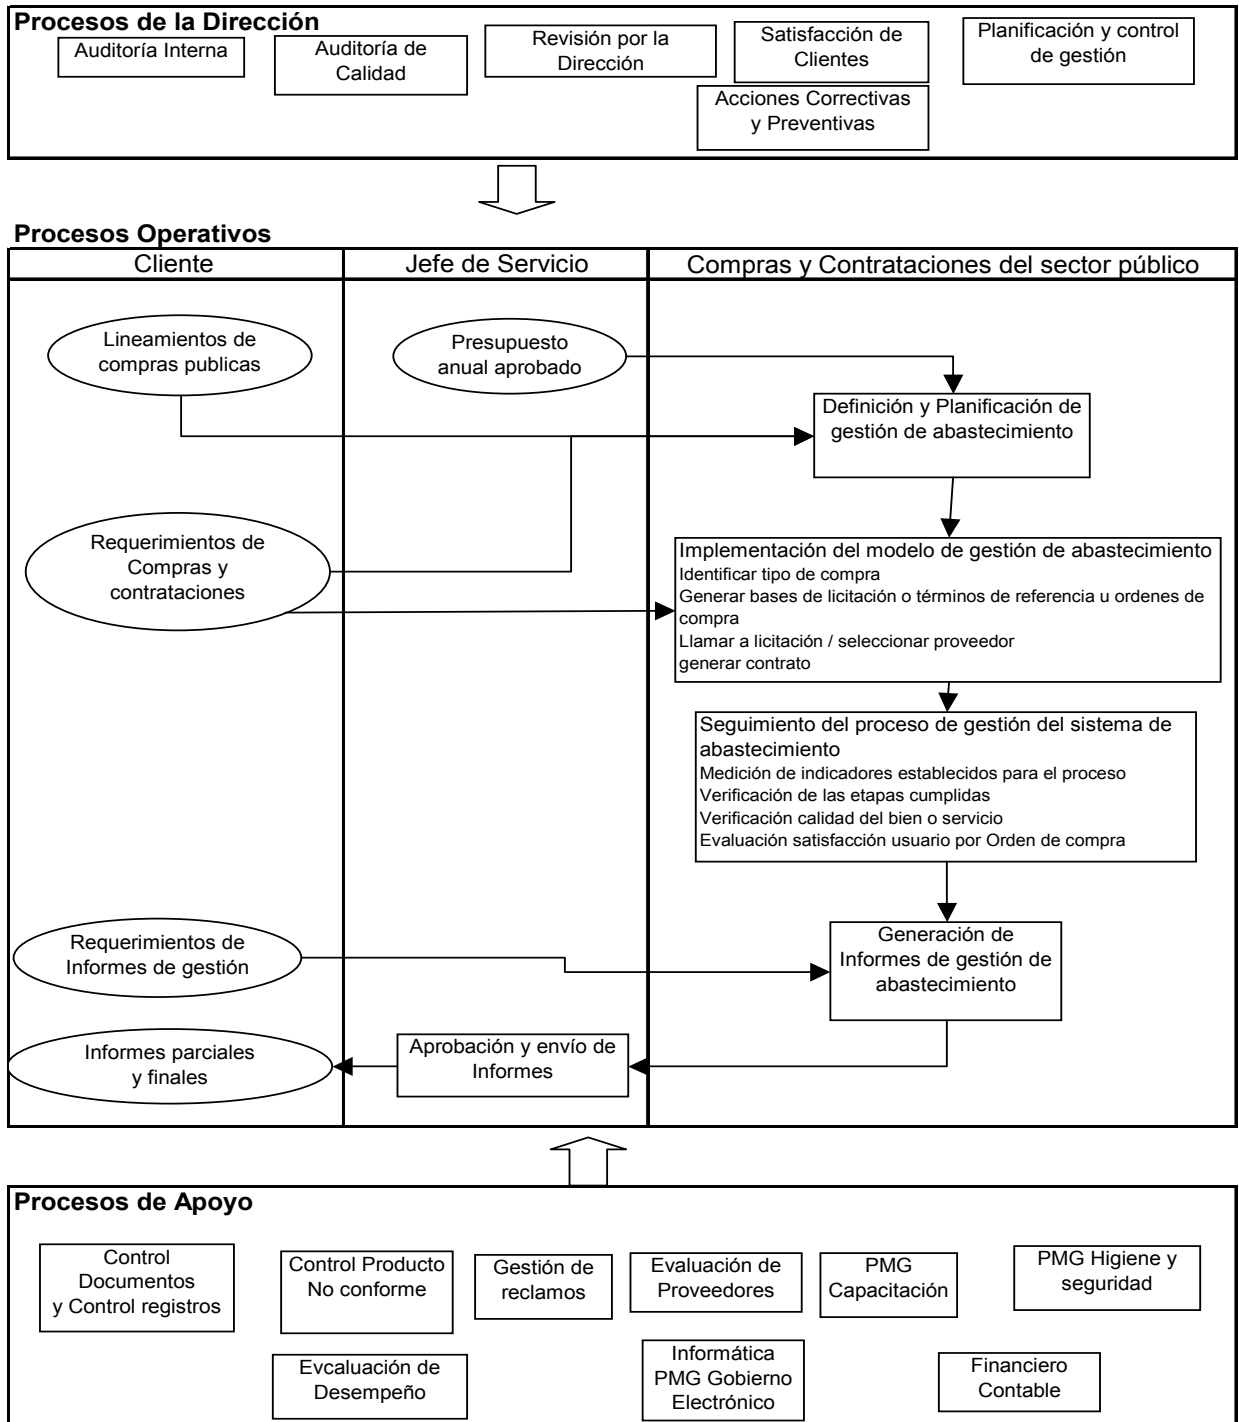 Procesos de la Dirección
Auditoría Interna
Auditoría de
Calidad
Revisión por la
Dirección
Satisfacción de
Clientes
Planificación y control
de gestión
Acciones Correctivas
y Preventivas
Procesos Operativos
Cliente
Jefe de Servicio
Compras y Contrataciones del sector público
Lineamientos de
compras publicas
Presupuesto
anual aprobado
Definición y Planificación de
gestión de abastecimiento
Requerimientos de
Compras y
contrataciones
Implementación del modelo de gestión de abastecimiento
Identificar tipo de compra
Generar bases de licitación o términos de referencia u ordenes de
compra
Llamar a licitación / seleccionar proveedor
generar contrato
Seguimiento del proceso de gestión del sistema de
abastecimiento
Medición de indicadores establecidos para el proceso
Verificación de las etapas cumplidas
Verificación calidad del bien o servicio
Evaluación satisfacción usuario por Orden de compra
Requerimientos de
Informes de gestión
Generación de
Informes de gestión de
abastecimiento
Informes parciales
y finales
Aprobación y envío de
Informes
Procesos de Apoyo
Control
Documentos
y Control registros
Control Producto
No conforme
Gestión de
reclamos
Evaluación de
Proveedores
PMG
Capacitación
PMG Higiene y
seguridad
Evcaluación de
Desempeño
Informática
PMG Gobierno
Electrónico
Financiero
Contable